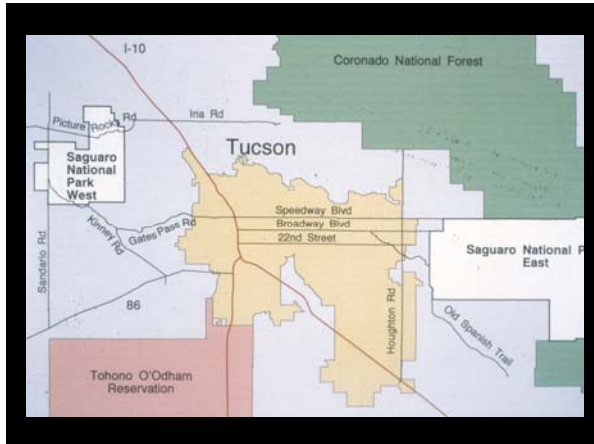 I-10
Coronado National Forest
Picture Rocks Rd
Ina Rd
Tucson
Saguaro
National
Park
West
Speedway Blvd
Broadway Blvd
22nd Street
Gates Pass Rd
Kinney Rd
Sandario Rd
Saguaro National P
East
86
Houghton Rd
Old Spanish Trail
Tohono O'Odham
Reservation